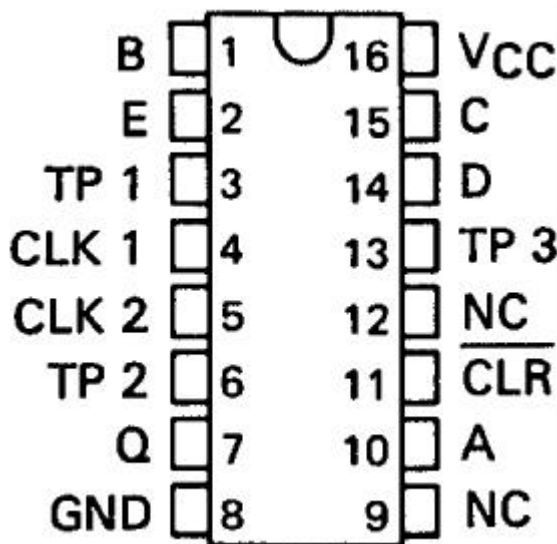 B 1 16 VCC
E 2 15 C
TP 1 3 14 D
CLK 1 4 13 TP 3
CLK 2 5 12 NC
TP 2 6 11 CLR
Q 7 10 A
GND 8 9 NC